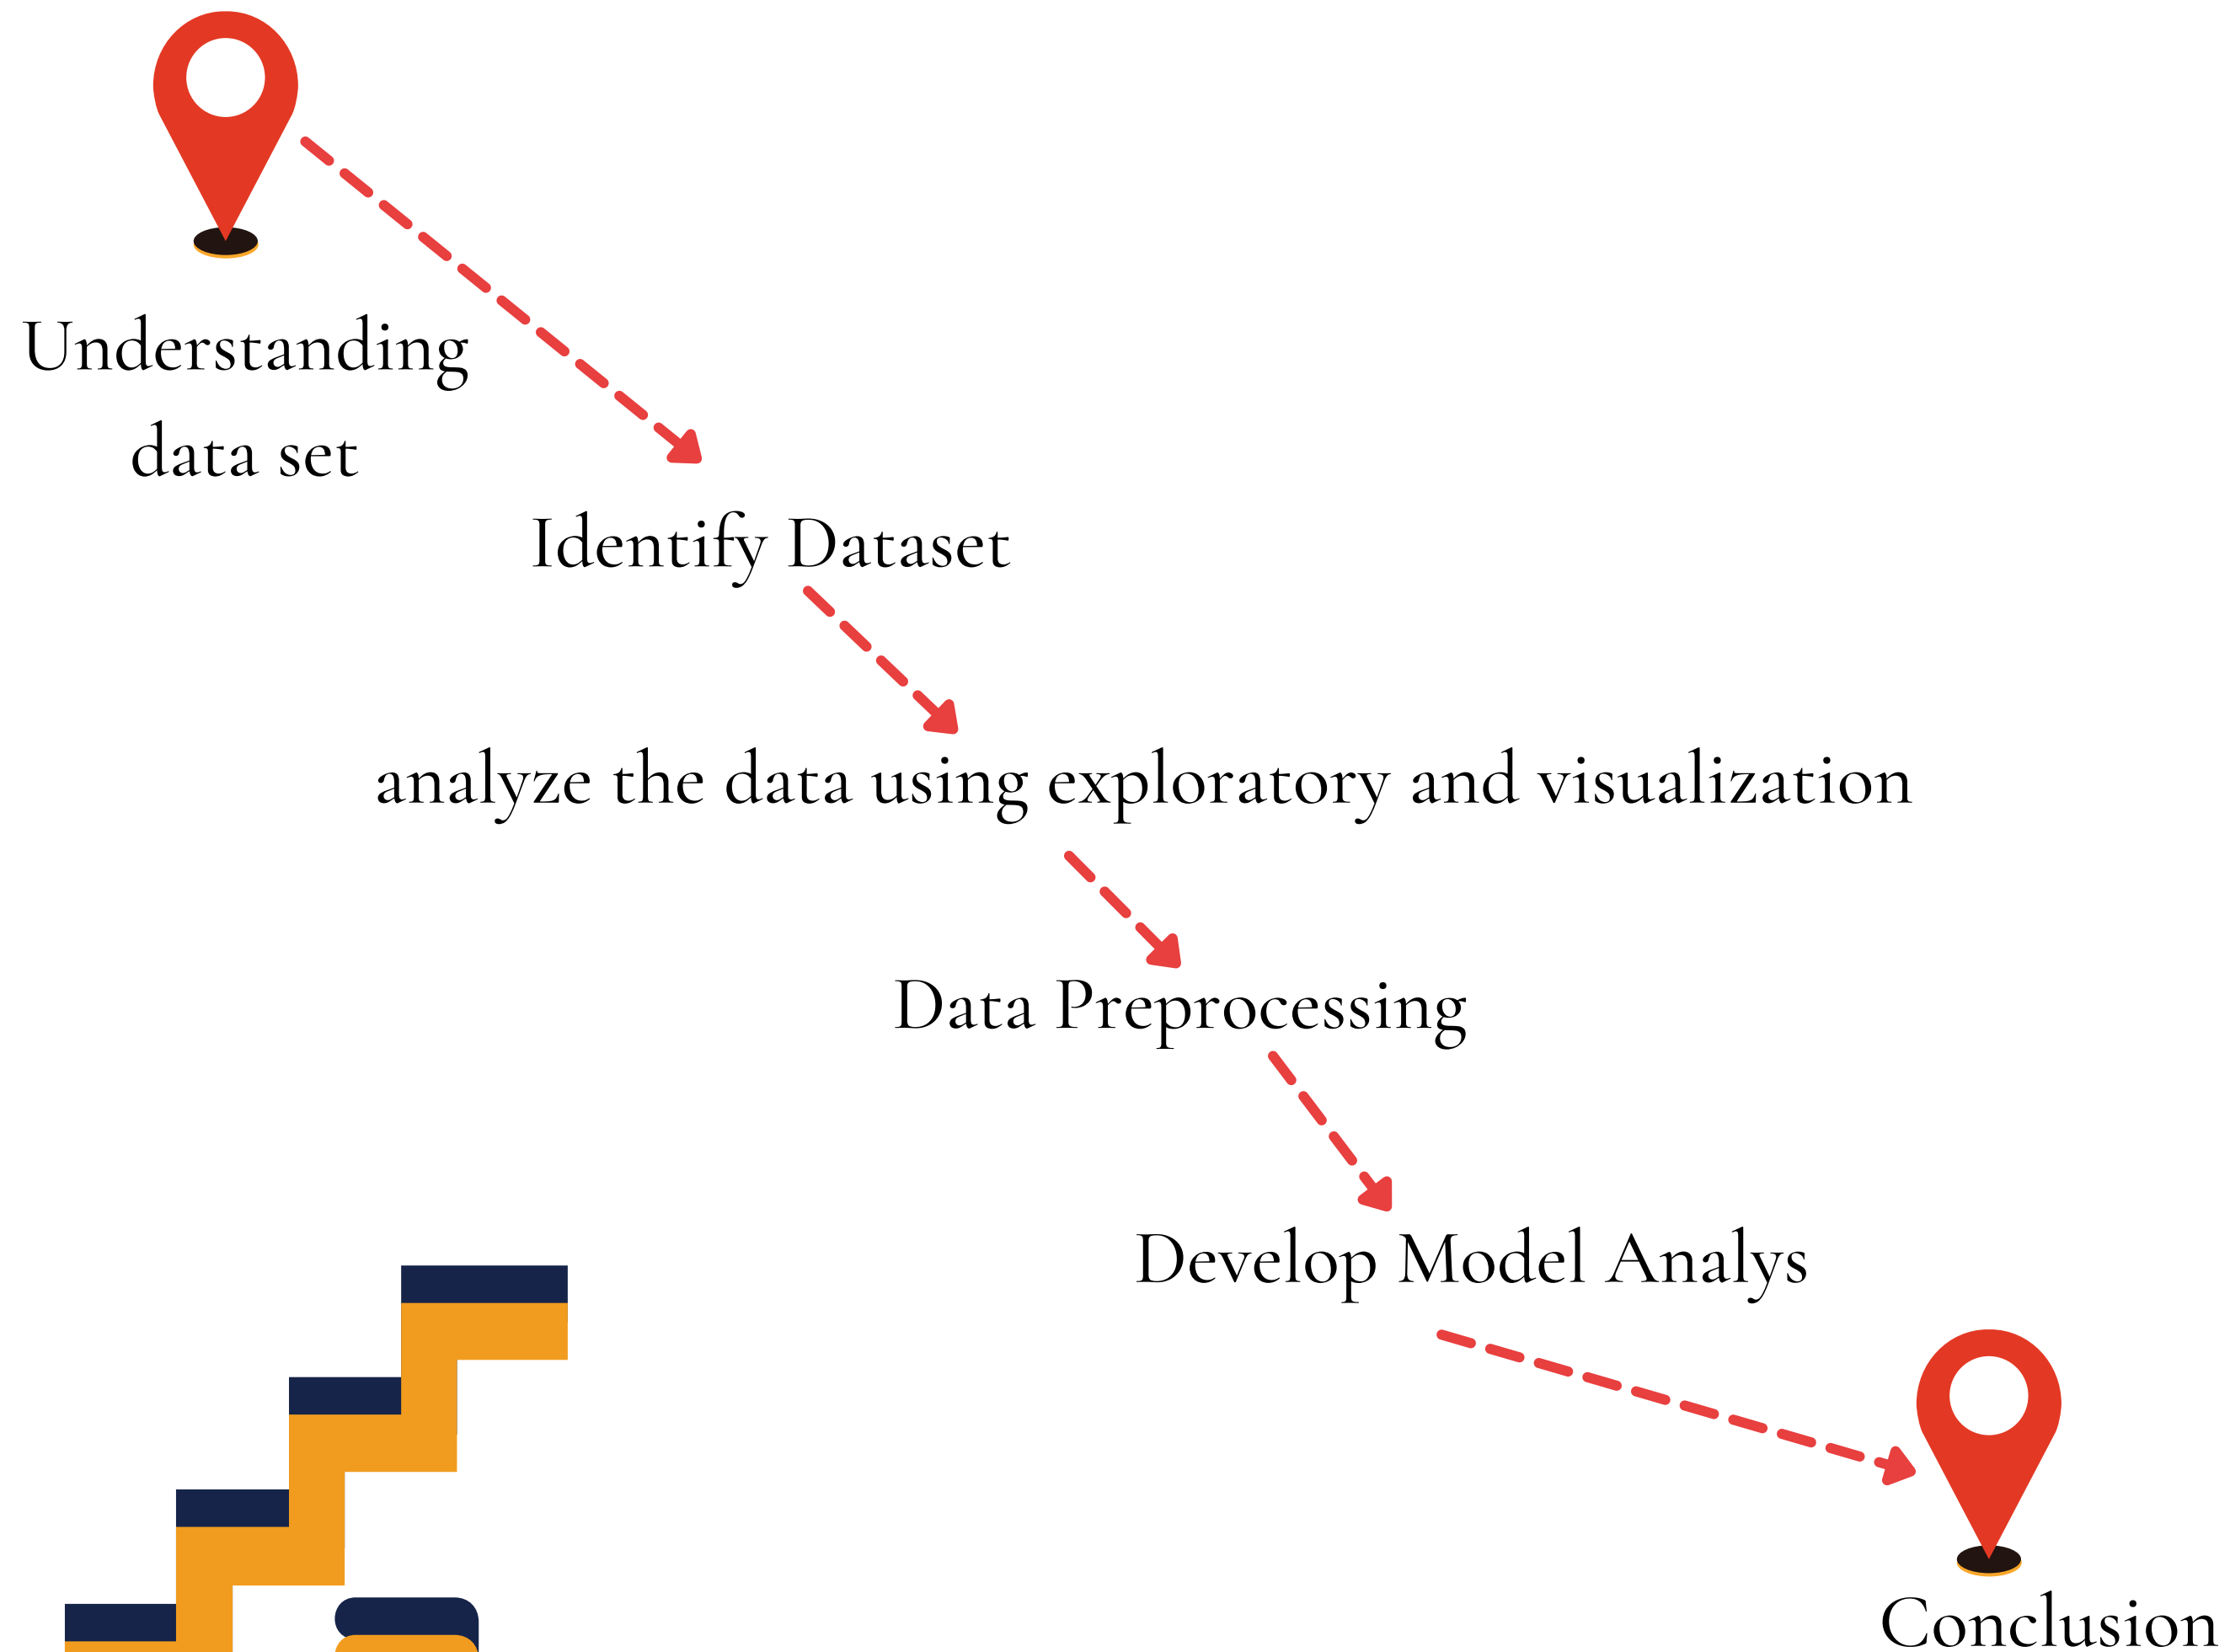 Understanding
data set
Identify Dataset
analyze the data using exploratory and visualization
Data Preprocessing
Develop Model Analys
Conclusion